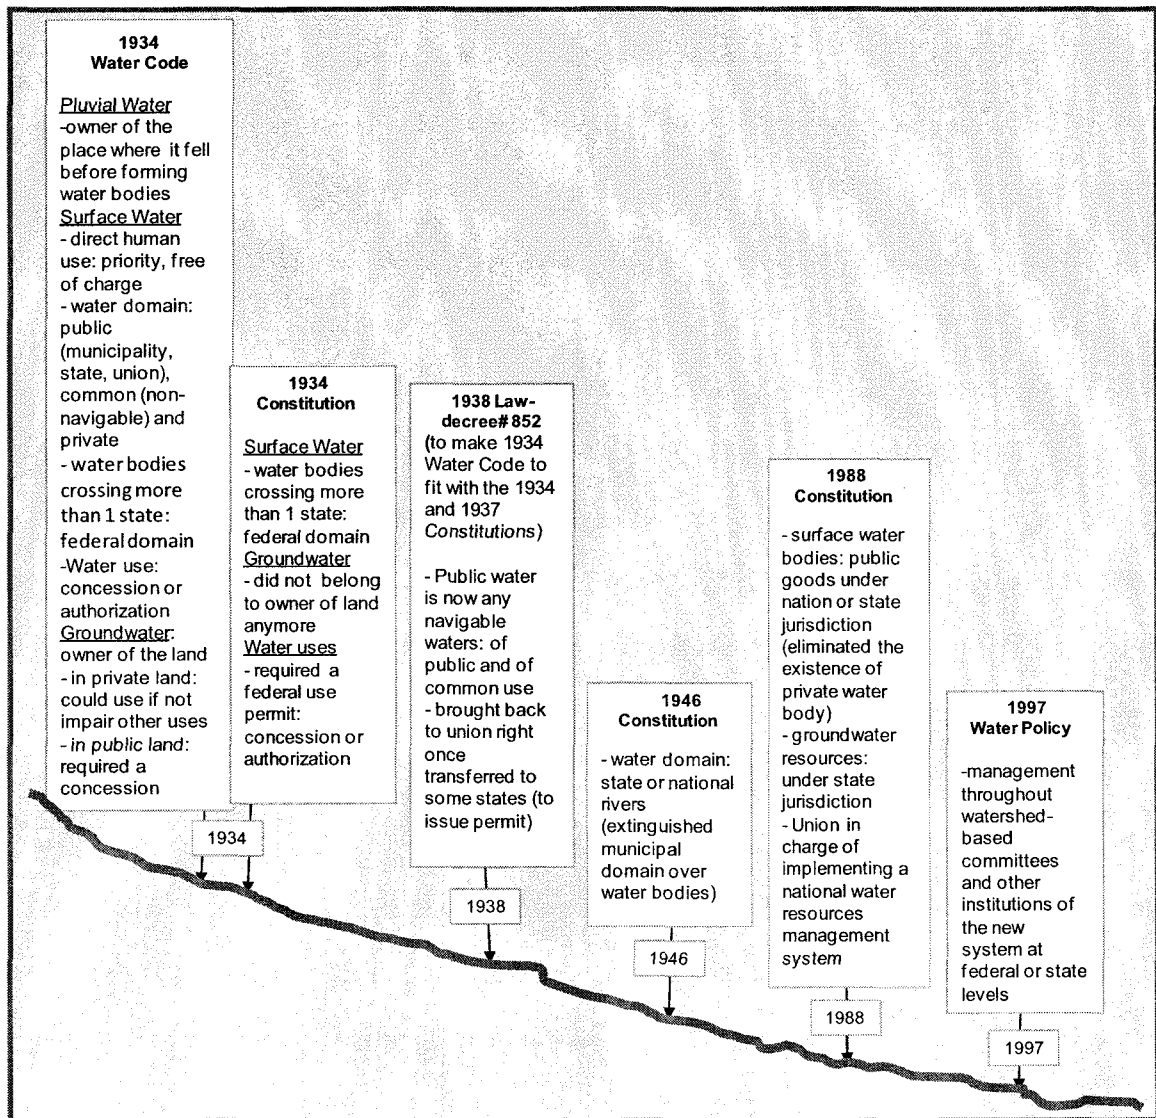 1934
Water Code
Pluvial Water
-owner of the
place where it fell
before forming
water bodies
Surface Water
- direct human
use: priority, free
of charge
- water domain:
public
(municipality,
state, union),
common (non-
navigable) and
private
- water bodies
crossing more
than 1 state:
federal domain
-Water use:
concession or
authorization
Groundwater:
owner of the land
- in private land:
could use if not
impair other uses
- in public land:
required a
concession
1934
Constitution
Surface Water
- water bodies
crossing more
than 1 state:
federal domain
Groundwater
- did not belong
to owner of land
anymore
Water uses
- required a
federal use
permit:
concession or
authorization
1934
1938 Law-
decree# 852
(to make 1934
Water Code to
fit with the 1934
and 1937
Constitutions)
- Public water
is now any
navigable
waters: of
public and of
common use
- brought back
to union right
once
transferred to
some states (to
issue permit)
1938
1946
Constitution
- water domain:
state or national
rivers
(extinguished
municipal
domain over
water bodies)
1946
1988
Constitution
- surface water
bodies: public
goods under
nation or state
jurisdiction
(eliminated the
existence of
private water
body)
- groundwater
resources:
under state
jurisdiction
- Union in
charge of
implementing a
national water
resources
management
system
1988
1997
Water Policy
-management
throughout
watershed-
based
committees
and other
institutions of
the new
system at
federal or state
levels
1997